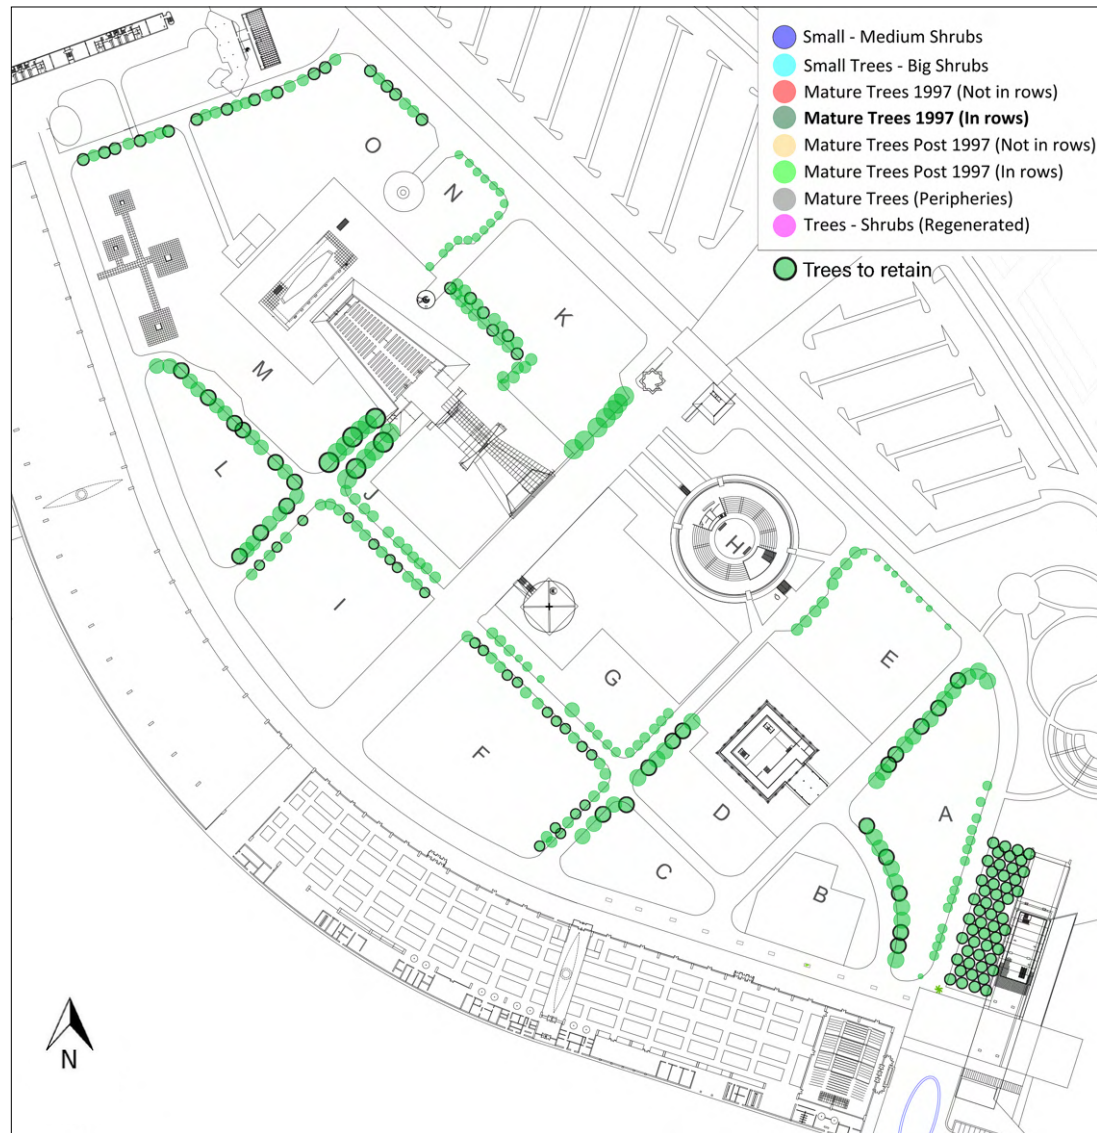 Small - Medium Shrubs
Small Trees - Big Shrubs
Mature Trees 1997 (Not in rows)
Mature Trees 1997 (In rows)
Mature Trees Post 1997 (Not in rows)
Mature Trees Post 1997 (In rows)
Mature Trees (Peripheries)
Trees - Shrubs (Regenerated)
Trees to retain
O
N
K
M
L
J
H
I
E
G
F
A
D
C
B
N